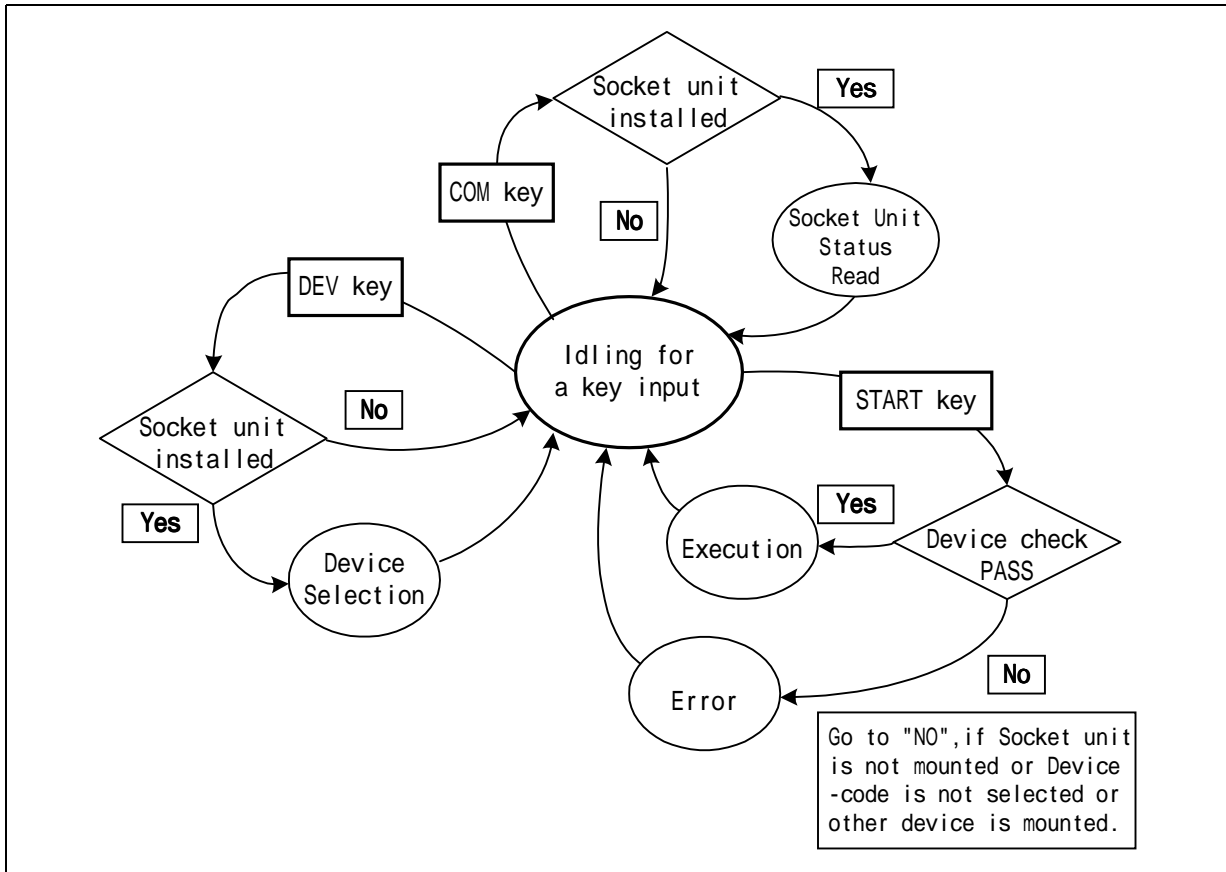 Socket unit
installed
Yes
COM key
No
Socket Unit
Status
Read
DEV key
Idling for
a key input
START key
No
Socket unit
installed
Yes
Device
Selection
Yes
Execution
Device check
PASS
No
Error
Go to "NO",if Socket unit
is not mounted or Device
-code is not selected or
other device is mounted.